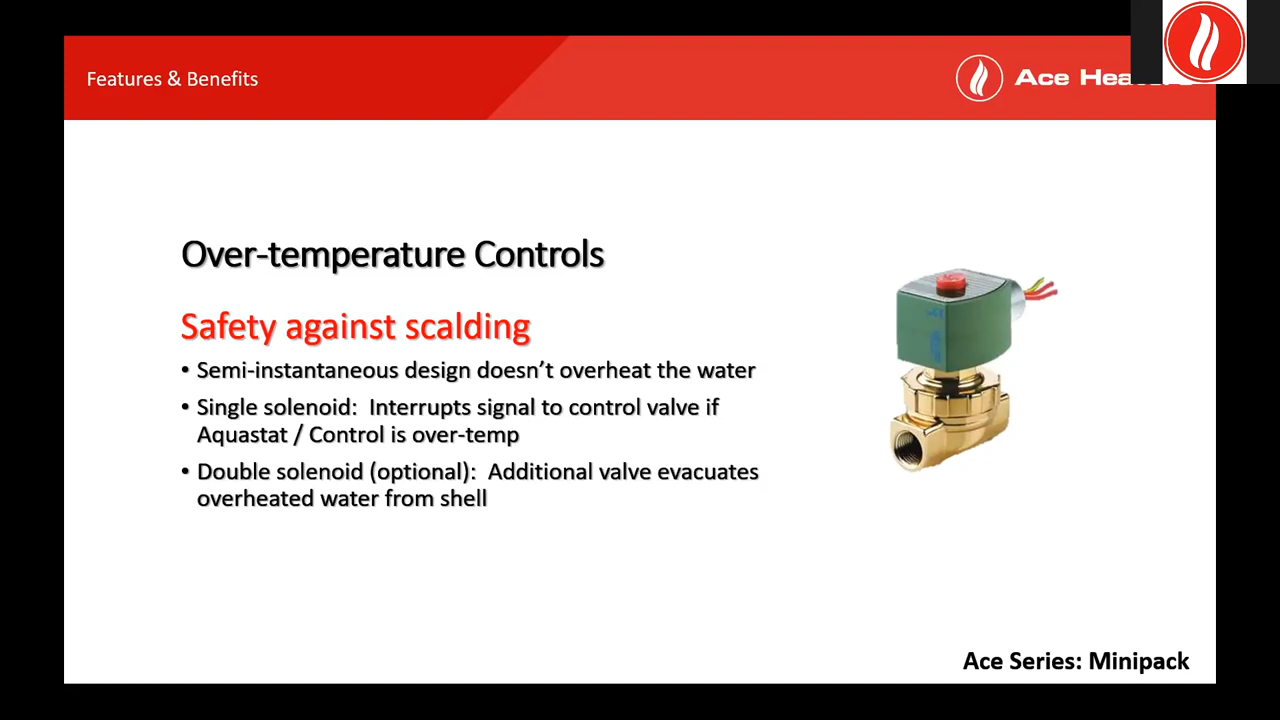 Features & Benefits
Ace
Over-temperature Controls
Safety against scalding
• Semi-instantaneous design doesn’t overheat the water
• Single solenoid:  Interrupts signal to control valve if
Aquastat / Control is over-temp
• Double solenoid (optional):  Additional valve evacuates
overheated water from shell
Ace Series: Minipack